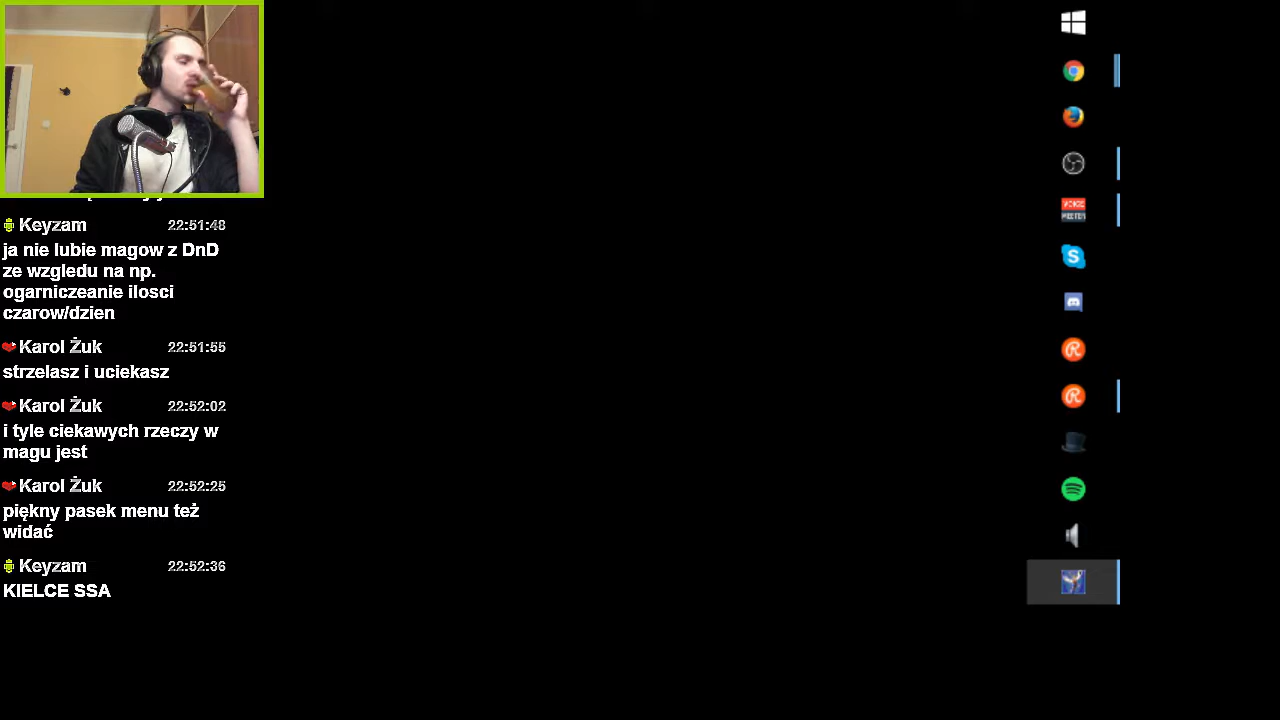 Keyzam 22:51:48
ja nie lubie magow z DnD
ze wzgledu na np.
ogarniczeanie ilosci
czarow/dzien
Karol Żuk 22:51:55
strzelasz i uciekasz
Karol Żuk 22:52:02
i tyle ciekawych rzeczy w
magu jest
Karol Żuk 22:52:25
piękny pasek menu też
widać
Keyzam 22:52:36
KIELCE SSA